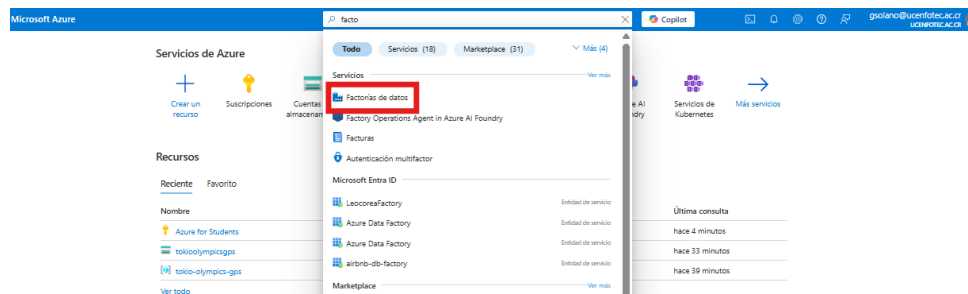 Microsoft Azure
facto
Copilot
gsolano@ucenfotec.ac.cr
UCENFOTEC.AC.CR
Servicios de Azure
Crear un recurso
Suscripciones
Cuentas
Todo
Servicios (18)
Marketplace (31)
Más (4)
Servicios
Ver más
Factorías de datos
Factory Operations Agent in Azure AI Foundry
Facturas
Autenticación multifactor
Microsoft Entra ID
LeocoreaFactory
Entidad de servicio
Azure Data Factory
Entidad de servicio
Azure Data Factory
Entidad de servicio
airbnb-db-factory
Entidad de servicio
Marketplace
Ver más
Servicios de Kubernetes
Más servicios
Recursos
Reciente
Favorito
Nombre
Última consulta
Azure for Students
hace 4 minutos
tokioolympicsgps
hace 33 minutos
tokio-olympics-gps
hace 39 minutos
Ver todo